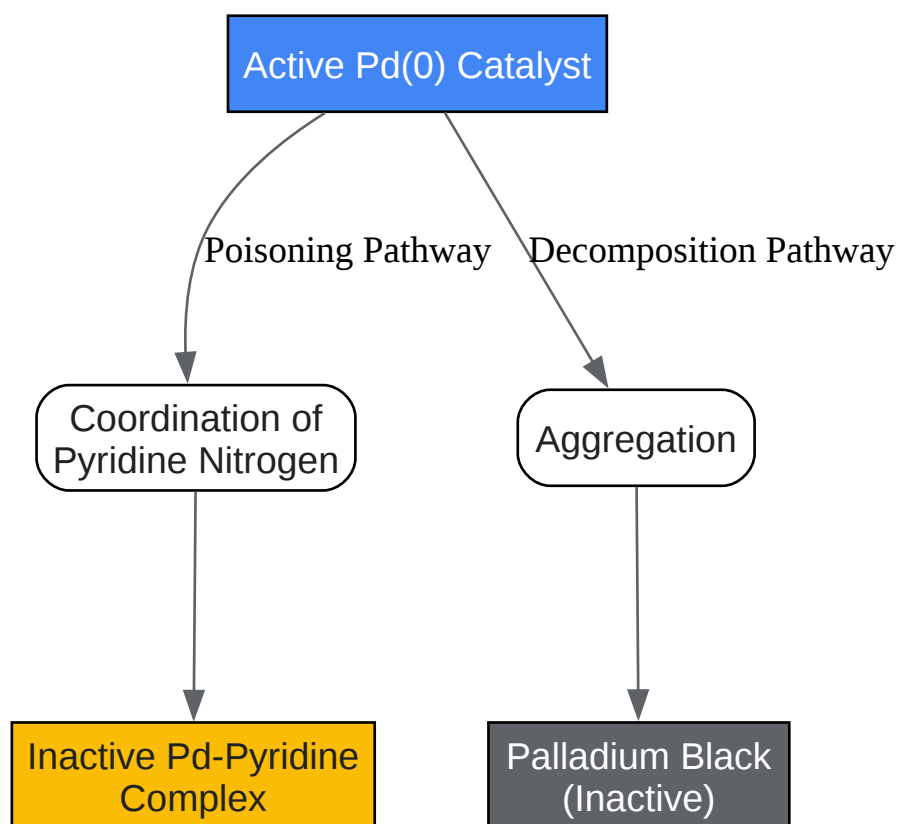 Active Pd(0) Catalyst
Poisoning Pathway
Decomposition Pathway
Coordination of
Pyridine Nitrogen
Aggregation
Inactive Pd-Pyridine
Complex
Palladium Black
(Inactive)